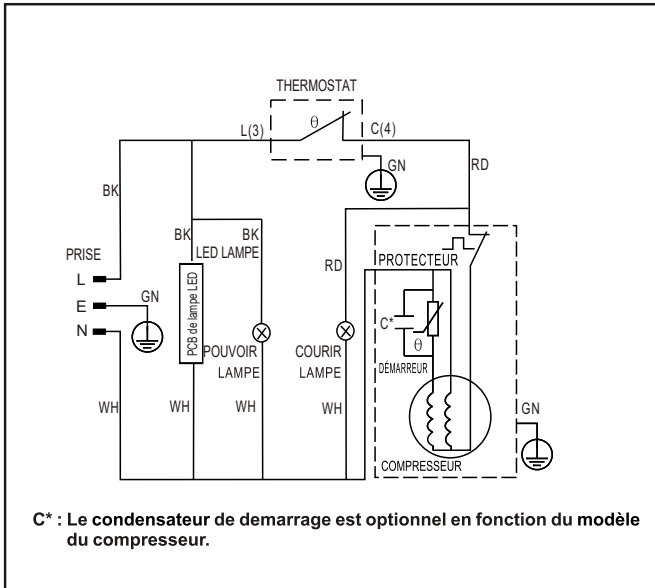 THERMOSTAT
L(3)
θ
C(4)
GN
RD
BK
PRISE
L
E
N
GN
BK
BK
LED LAMPE
PCB de lampe LED
RD
PROTECTEUR
C*
θ
POUVOIR
LAMPE
COURIR
LAMPE
DÉMARREUR
WH
WH
WH
WH
GN
COMPRESSEUR
C* : Le condensateur de demarrage est optionnel en fonction du modèle
du compresseur.